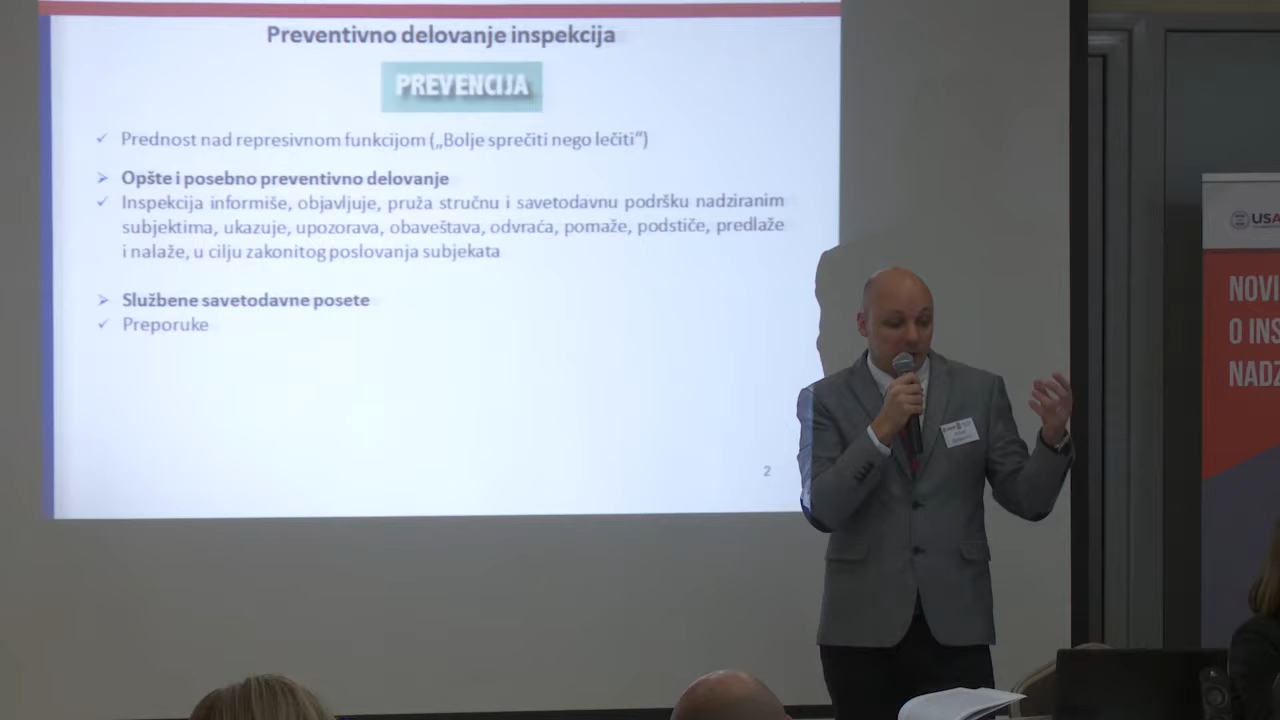 Preventivno delovanje inspekcija
PREVENCIJA
✓ Prednost nad represivnom funkcijom („Bolje sprečiti nego lečiti“)
➢ Opšte i posebno preventivno delovanje
✓ Inspekcija informiše, objavljuje, pruža stručnu i savetodavnu podršku nadziranim
subjektima, ukazuje, upozorava, obaveštava, odvraća, pomaže, podstiče, predlaže
i nalaže, u cilju zakonitog poslovanja subjekata
➢ Službene savetodavne posete
✓ Preporuke
2
USA
NOVI
O INS
NADZ